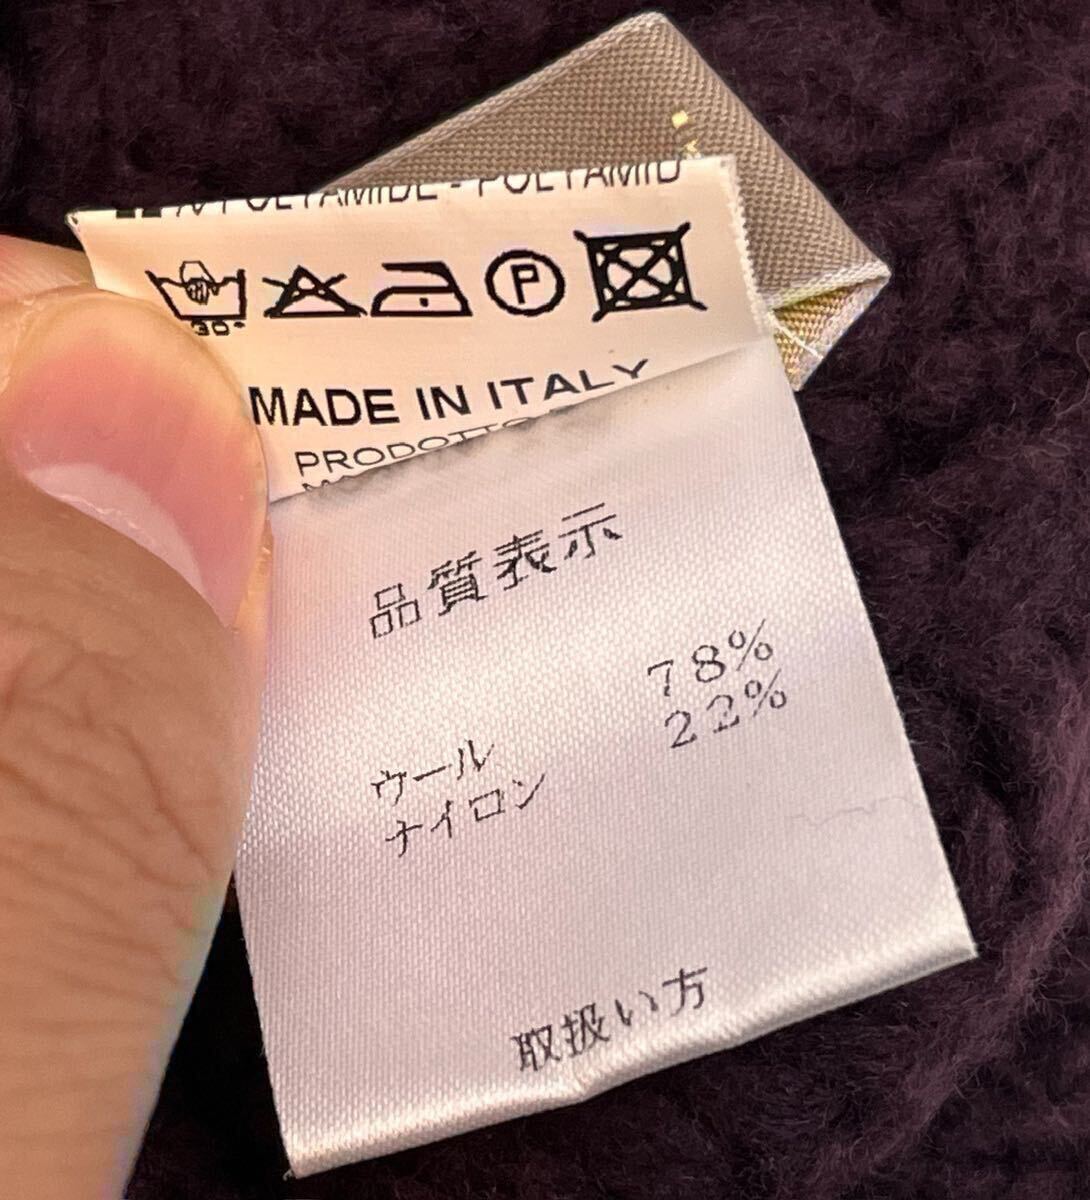 POLYAMIDE - POLYAMID
30°
P
MADE IN ITALY
PRODOTTO
品質表示
ウール 78%
ナイロン 22%
取扱い方